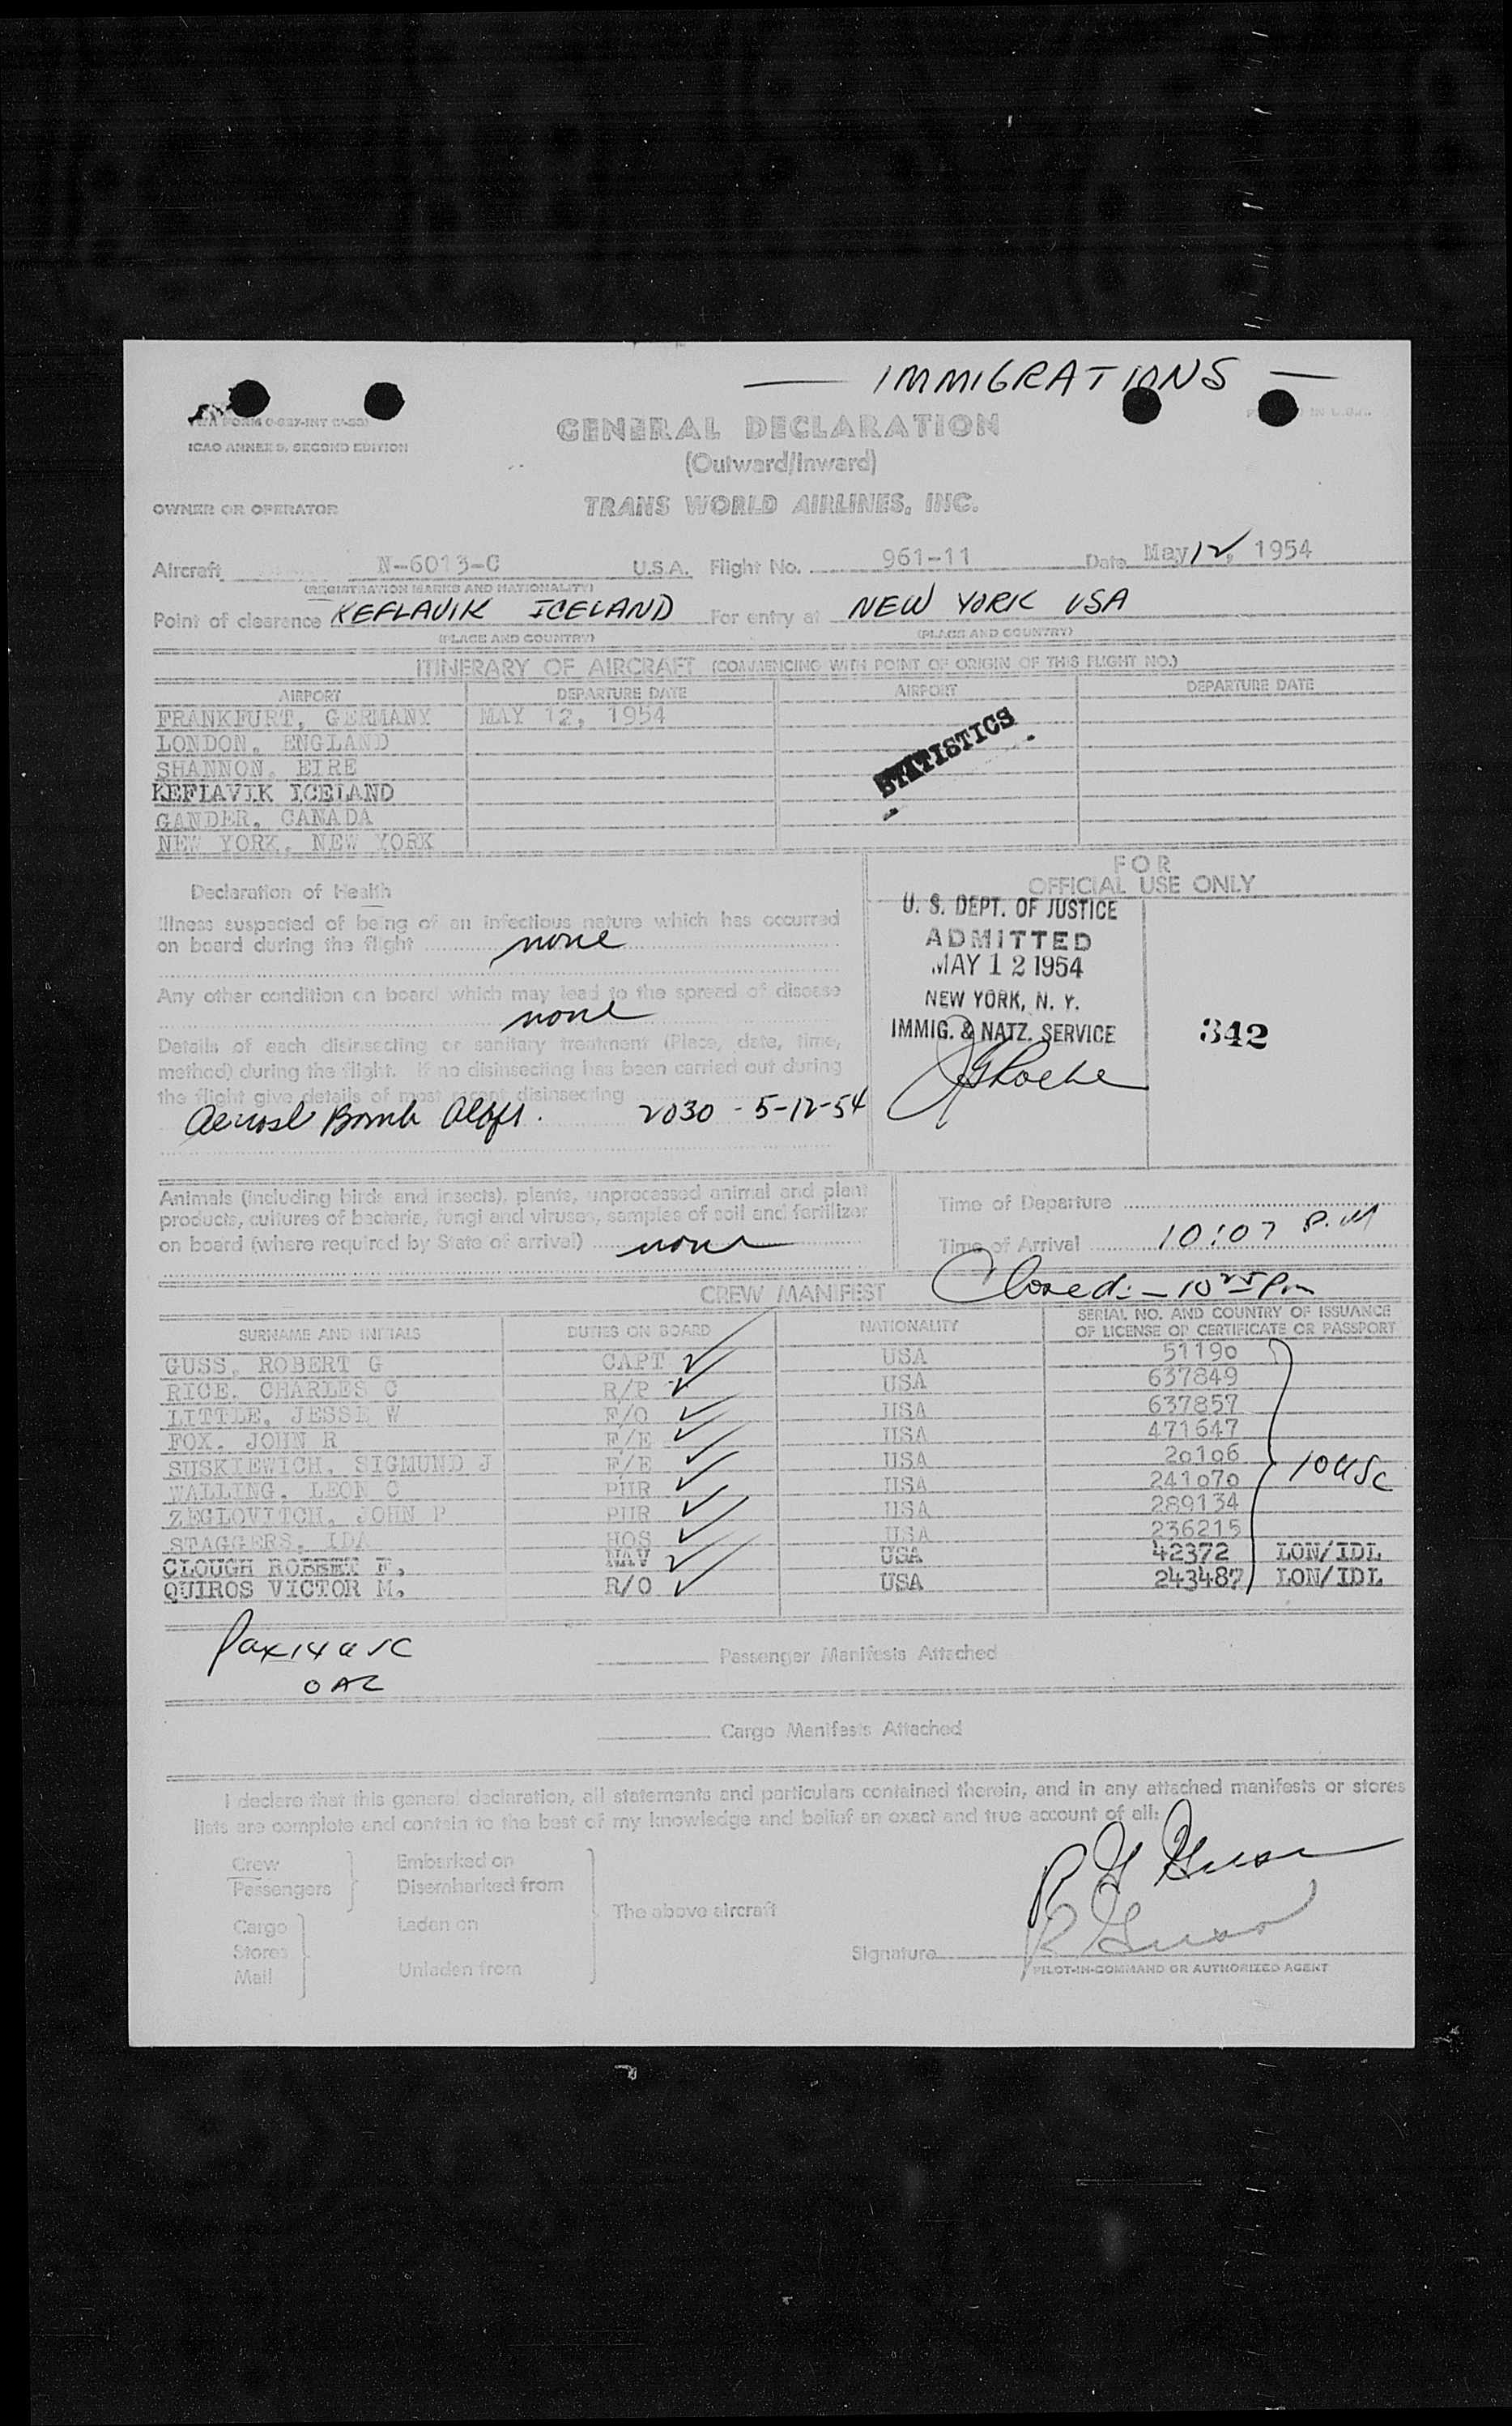 — IMMIGRATIONS —
ICAO ANNEX 9, SECOND EDITION
GENERAL DECLARATION
(Outward/Inward)
OWNER OR OPERATOR TRANS WORLD AIRLINES, INC.
Aircraft N-6013-C U.S.A. Flight No. 961-11 Date May 12, 1954
(REGISTRATION MARKS AND NATIONALITY)
Point of clearance KEFLAVIK ICELAND For entry at NEW YORK USA
(PLACE AND COUNTRY) (PLACE AND COUNTRY)
ITINERARY OF AIRCRAFT (COMMENCING WITH POINT OF ORIGIN OF THIS FLIGHT NO.)
AIRPORT DEPARTURE DATE AIRPORT DEPARTURE DATE
FRANKFURT, GERMANY MAY 12, 1954
LONDON, ENGLAND
SHANNON, EIRE
KEFLAVIK ICELAND
GANDER, CANADA
NEW YORK, NEW YORK
STATISTICS
FOR
OFFICIAL USE ONLY
Declaration of Health
Illness suspected of being of an infectious nature which has occurred
on board during the flight none
Any other condition on board which may lead to the spread of disease
none
Details of each disinsecting or sanitary treatment (Place, date, time,
method) during the flight. If no disinsecting has been carried out during
the flight give details of most recent disinsecting
Bomb 2030 - 5-12-54
U. S. DEPT. OF JUSTICE
ADMITTED
MAY 12 1954
NEW YORK, N. Y.
IMMIG. & NATZ. SERVICE
342
Animals (including birds and insects), plants, unprocessed animal and plant
products, cultures of bacteria, fungi and viruses, samples of soil and fertilizer
on board (where required by State of arrival) none
Time of Departure
Time of Arrival 10:07 P.M
Closed:- 10 25 Pm
CREW MANIFEST
SURNAME AND INITIALS DUTIES ON BOARD NATIONALITY SERIAL NO. AND COUNTRY OF ISSUANCE OF LICENSE OR CERTIFICATE OR PASSPORT
GUSS, ROBERT G CAPT USA 51190
RICE, CHARLES C R/P USA 637849
LITTLE, JESSE W F/O USA 637857
FOX, JOHN R F/E USA 471647
SUSKIEWICH, SIGMUND J F/E USA 20106
WALLING, LEON C PUR USA 241070
ZEGLOVITCH, JOHN P PUR USA 289134
STAGGERS, IDA HOS USA 236215
CLOUGH ROBERT F. NAV USA 42372 LON/IDL
QUIROS VICTOR M. R/O USA 243487 LON/IDL
10 USC
Pax 14 USC
0 AC
Passenger Manifests Attached
Cargo Manifests Attached
I declare that this general declaration, all statements and particulars contained therein, and in any attached manifests or stores
lists are complete and contain to the best of my knowledge and belief an exact and true account of all:
Crew Embarked on
Passengers Disembarked from
The above aircraft
Cargo Laden on
Stores
Mail Unladen from
R G Guss
R Guss
Signature
PILOT-IN-COMMAND OR AUTHORIZED AGENT